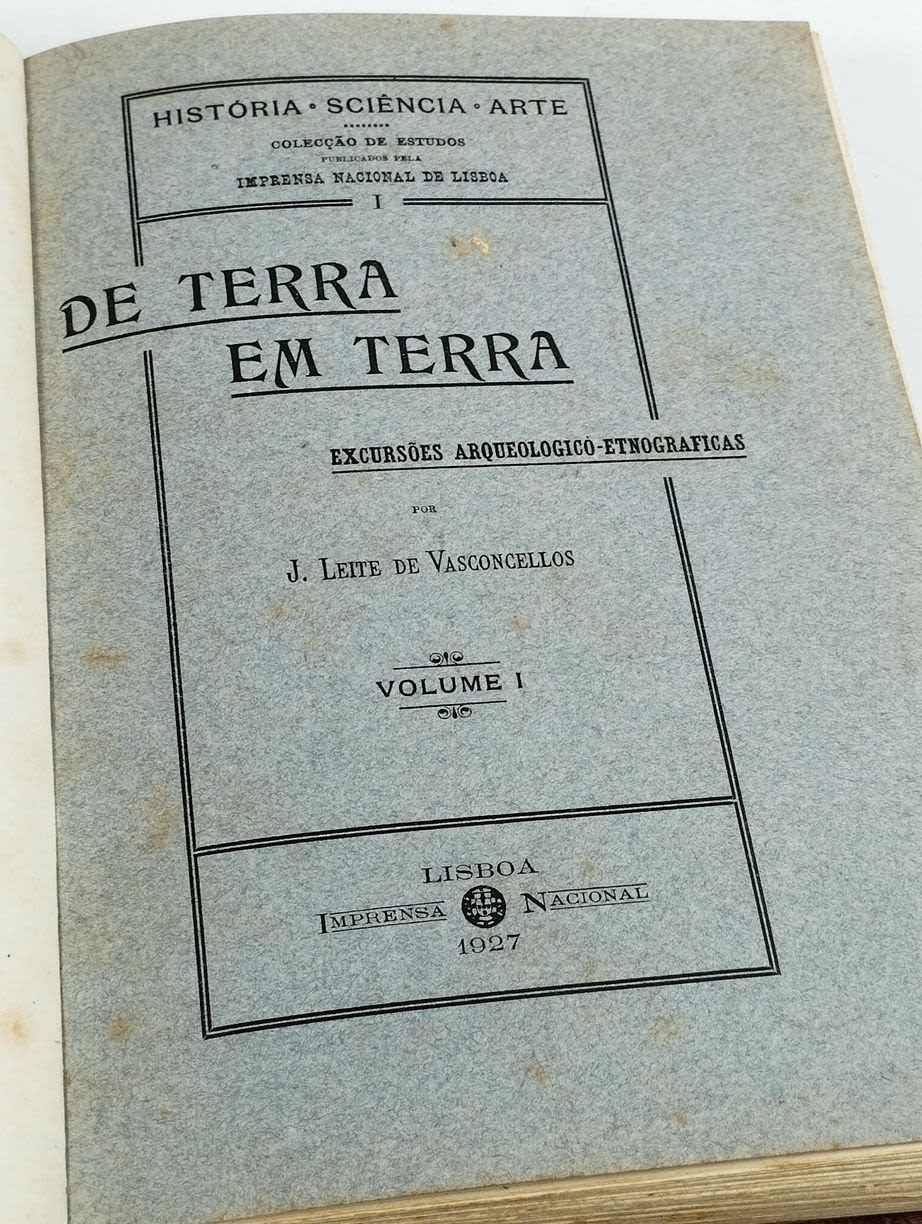 HISTÓRIA • SCIÊNCIA • ARTE
COLECÇÃO DE ESTUDOS
PUBLICADOS PELA
IMPRENSA NACIONAL DE LISBOA
I
DE TERRA
EM TERRA
EXCURSÕES ARQUEOLOGICO-ETNOGRAFICAS
POR
J. LEITE DE VASCONCELLOS
VOLUME I
LISBOA
IMPRENSA NACIONAL
1927